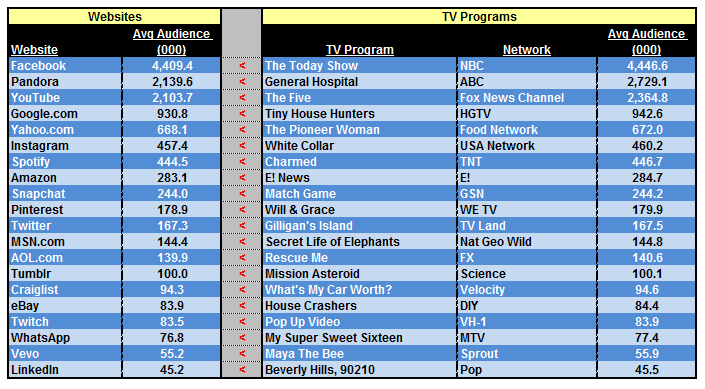 Websites TV Programs
Avg Audience Avg Audience
Website (000) TV Program Network (000)
Facebook 4,409.4 < The Today Show NBC 4,446.6
Pandora 2,139.6 < General Hospital ABC 2,729.1
YouTube 2,103.7 < The Five Fox News Channel 2,364.8
Google.com 930.8 < Tiny House Hunters HGTV 942.6
Yahoo.com 668.1 < The Pioneer Woman Food Network 672.0
Instagram 457.4 < White Collar USA Network 460.2
Spotify 444.5 < Charmed TNT 446.7
Amazon 283.1 < E! News E! 284.7
Snapchat 244.0 < Match Game GSN 244.2
Pinterest 178.9 < Will & Grace WE TV 179.9
Twitter 167.3 < Gilligan's Island TV Land 167.5
MSN.com 144.4 < Secret Life of Elephants Nat Geo Wild 144.8
AOL.com 139.9 < Rescue Me FX 140.6
Tumblr 100.0 < Mission Asteroid Science 100.1
Craiglist 94.3 < What's My Car Worth? Velocity 94.6
eBay 83.9 < House Crashers DIY 84.4
Twitch 83.5 < Pop Up Video VH-1 83.9
WhatsApp 76.8 < My Super Sweet Sixteen MTV 77.4
Vevo 55.2 < Maya The Bee Sprout 55.9
LinkedIn 45.2 < Beverly Hills, 90210 Pop 45.5